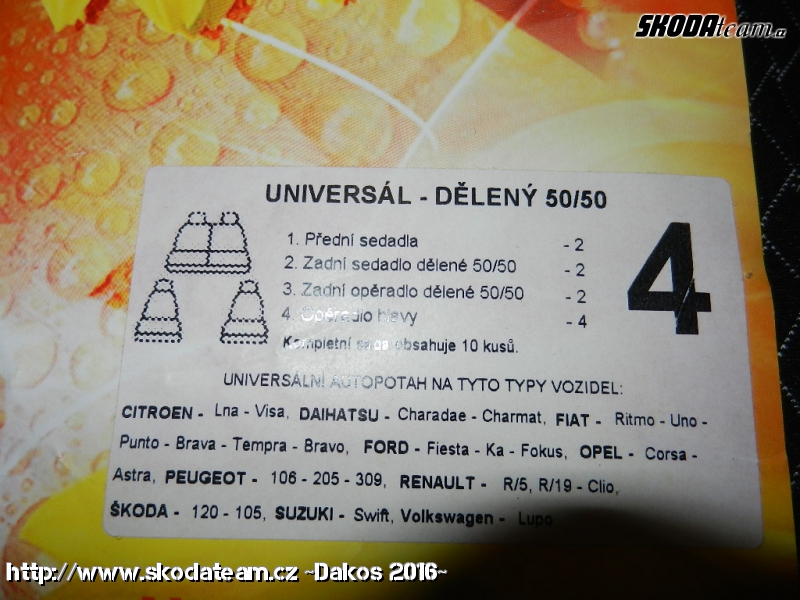 SKODAteam.cz
UNIVERSÁL - DĚLENÝ 50/50
1. Přední sedadla - 2
2. Zadní sedadlo dělené 50/50 - 2
3. Zadní opěradlo dělené 50/50 - 2
4. Opěradlo hlavy - 4
4
Kompletní sada obsahuje 10 kusů.
UNIVERSÁLNÍ AUTOPOTAH NA TYTO TYPY VOZIDEL:
CITROEN - Lna - Visa, DAIHATSU - Charadae - Charmat, FIAT - Ritmo - Uno -
Punto - Brava - Tempra - Bravo, FORD - Fiesta - Ka - Fokus, OPEL - Corsa -
Astra, PEUGEOT - 106 - 205 - 309, RENAULT - R/5, R/19 - Clio,
ŠKODA - 120 - 105, SUZUKI - Swift, Volkswagen - Lupo
http://www.skodateam.cz ~Dakos 2016~